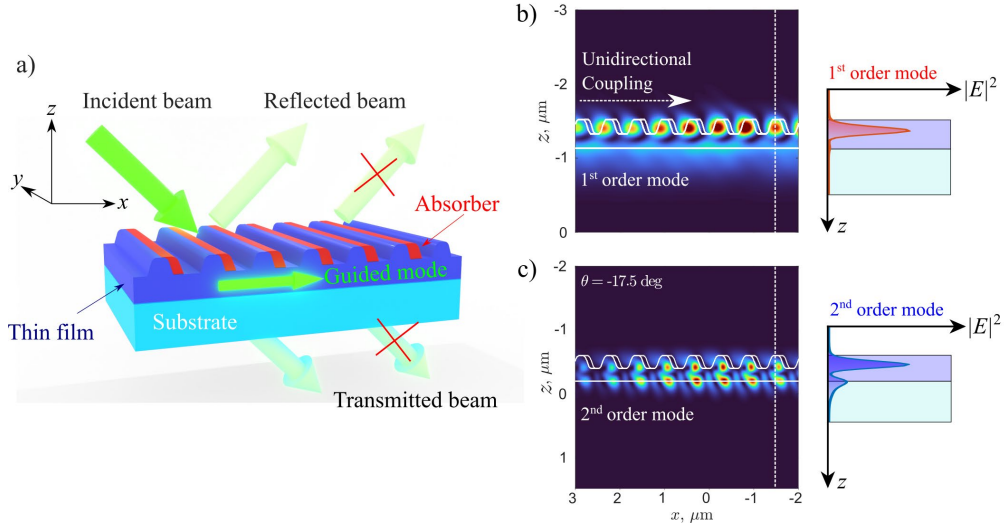 a)
Incident beam
Reflected beam
z
y
x
Absorber
Guided mode
Thin film
Substrate
Transmitted beam
b)
-3
-2
-1
0
z, μm
Unidirectional
Coupling
1st order mode
1st order mode
|E|²
z
c)
-2
-1
0
1
z, μm
θ = -17.5 deg
2nd order mode
3
2
1
0
-1
-2
x, μm
2nd order mode
|E|²
z